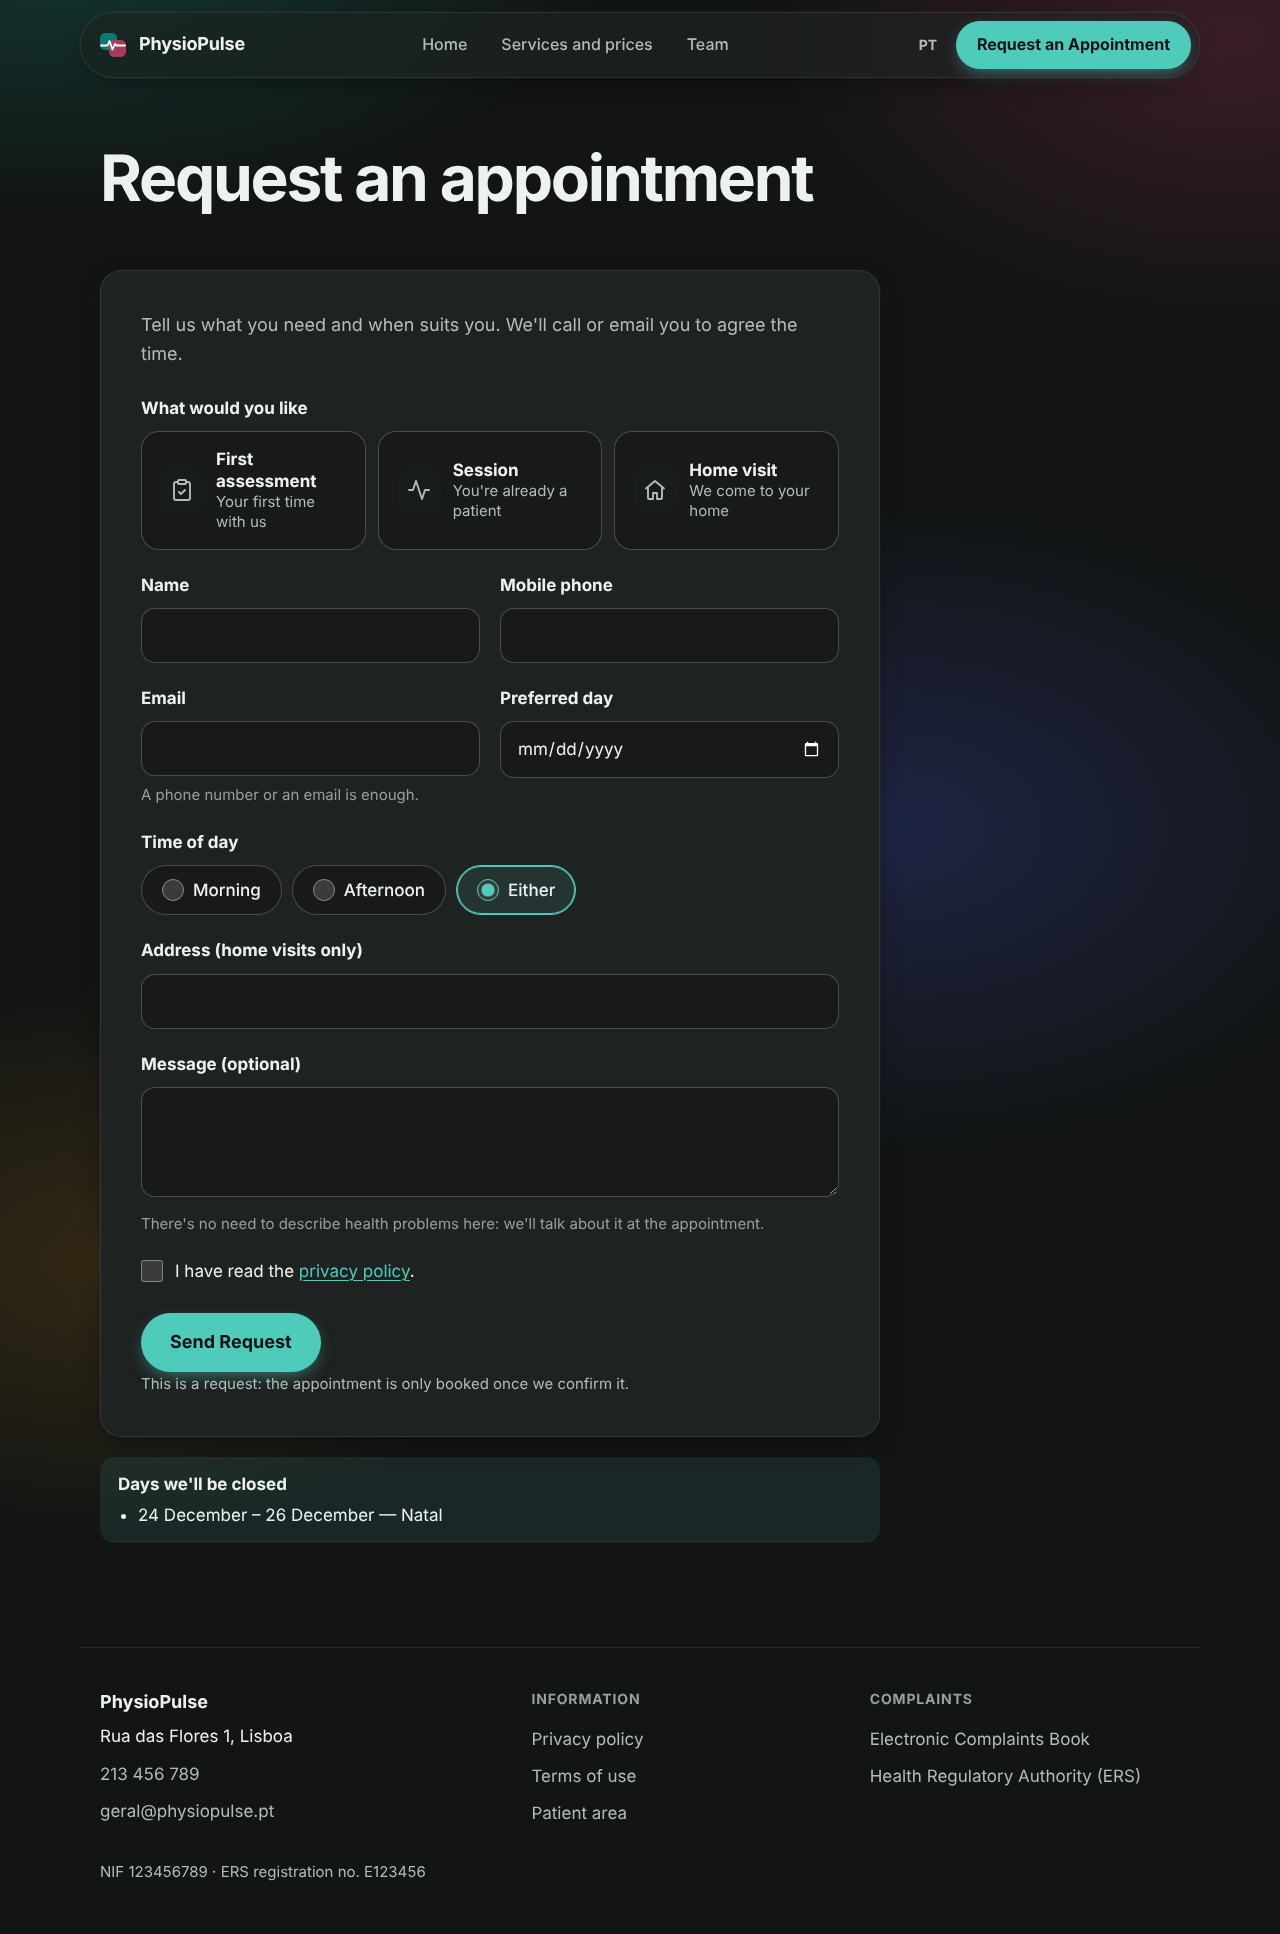 PhysioPulse
Home
Services and prices
Team
PT
Request an Appointment
Request an appointment
Tell us what you need and when suits you. We'll call or email you to agree the
time.
What would you like
First
assessment
Your first time
with us
Session
You're already a
patient
Home visit
We come to your
home
Name
Mobile phone
Email
Preferred day
mm/dd/yyyy
A phone number or an email is enough.
Time of day
Morning
Afternoon
Either
Address (home visits only)
Message (optional)
There's no need to describe health problems here: we'll talk about it at the appointment.
I have read the privacy policy.
Send Request
This is a request: the appointment is only booked once we confirm it.
Days we'll be closed
• 24 December – 26 December — Natal
PhysioPulse
Rua das Flores 1, Lisboa
213 456 789
geral@physiopulse.pt
INFORMATION
Privacy policy
Terms of use
Patient area
COMPLAINTS
Electronic Complaints Book
Health Regulatory Authority (ERS)
NIF 123456789 · ERS registration no. E123456